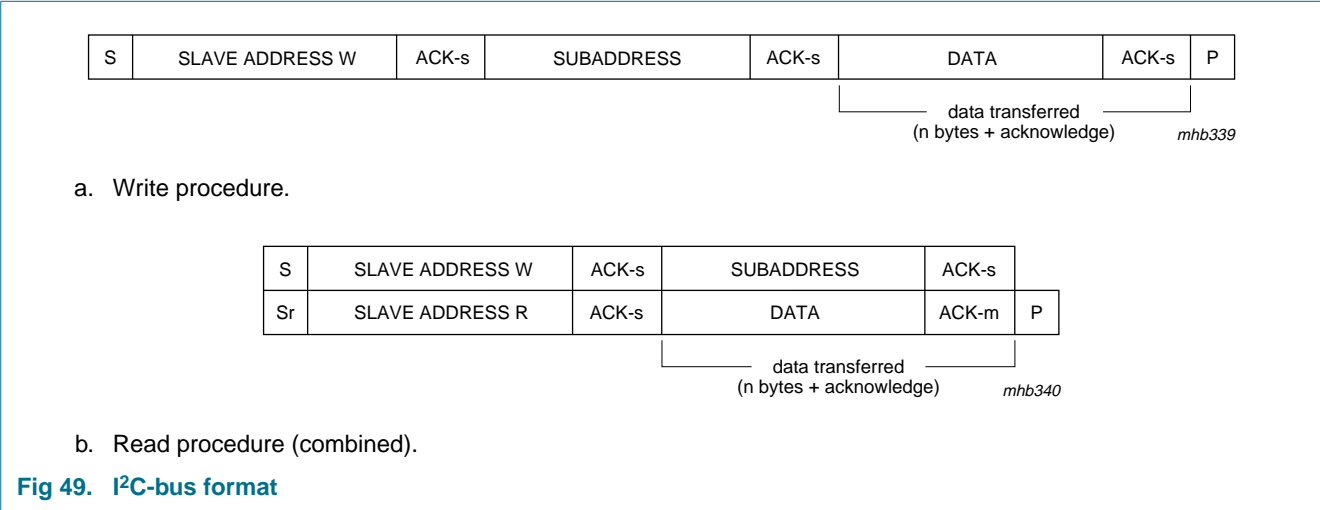 S SLAVE ADDRESS W ACK-s SUBADDRESS ACK-s DATA ACK-s P
data transferred
(n bytes + acknowledge)
mhb339
a. Write procedure.
S SLAVE ADDRESS W ACK-s SUBADDRESS ACK-s
Sr SLAVE ADDRESS R ACK-s DATA ACK-m P
data transferred
(n bytes + acknowledge)
mhb340
b. Read procedure (combined).
Fig 49. I²C-bus format